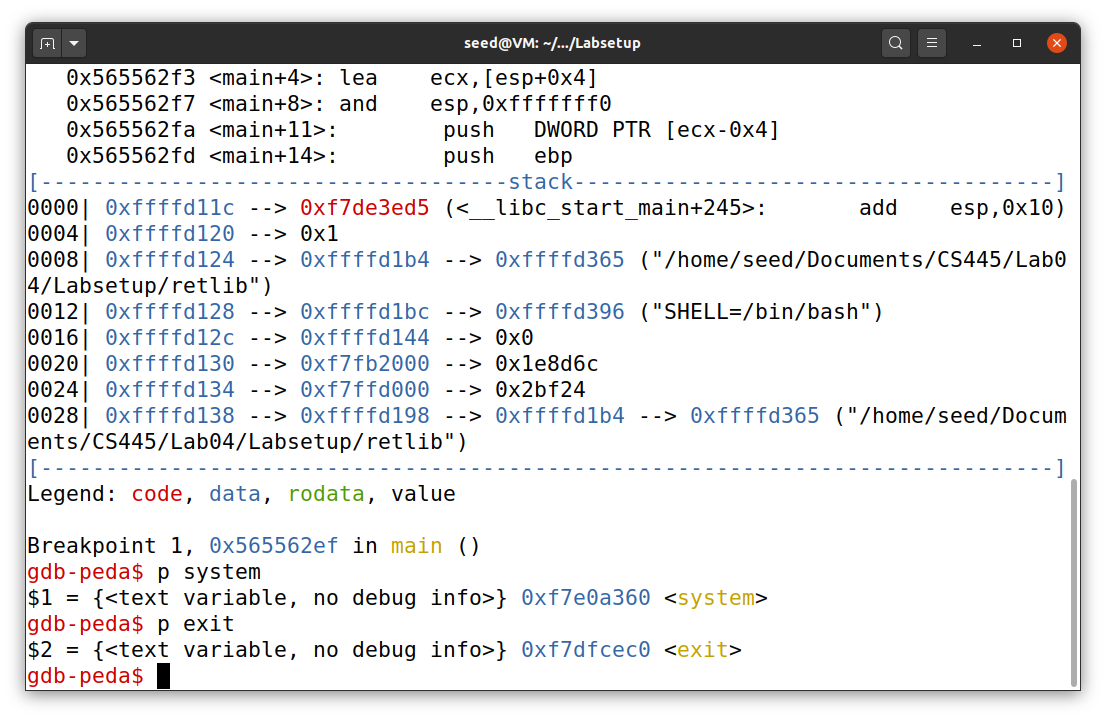 seed@VM: ~/.../Labsetup
   0x565562f3 <main+4>: lea    ecx,[esp+0x4]
   0x565562f7 <main+8>: and    esp,0xfffffff0
   0x565562fa <main+11>:        push   DWORD PTR [ecx-0x4]
   0x565562fd <main+14>:        push   ebp
[------------------------------------stack-------------------------------------]
0000| 0xffffd11c --> 0xf7de3ed5 (<__libc_start_main+245>:       add    esp,0x10)
0004| 0xffffd120 --> 0x1
0008| 0xffffd124 --> 0xffffd1b4 --> 0xffffd365 ("/home/seed/Documents/CS445/Lab0
4/Labsetup/retlib")
0012| 0xffffd128 --> 0xffffd1bc --> 0xffffd396 ("SHELL=/bin/bash")
0016| 0xffffd12c --> 0xffffd144 --> 0x0
0020| 0xffffd130 --> 0xf7fb2000 --> 0x1e8d6c
0024| 0xffffd134 --> 0xf7ffd000 --> 0x2bf24
0028| 0xffffd138 --> 0xffffd198 --> 0xffffd1b4 --> 0xffffd365 ("/home/seed/Docum
ents/CS445/Lab04/Labsetup/retlib")
[------------------------------------------------------------------------------]
Legend: code, data, rodata, value

Breakpoint 1, 0x565562ef in main ()
gdb-peda$ p system
$1 = {<text variable, no debug info>} 0xf7e0a360 <system>
gdb-peda$ p exit
$2 = {<text variable, no debug info>} 0xf7dfcec0 <exit>
gdb-peda$